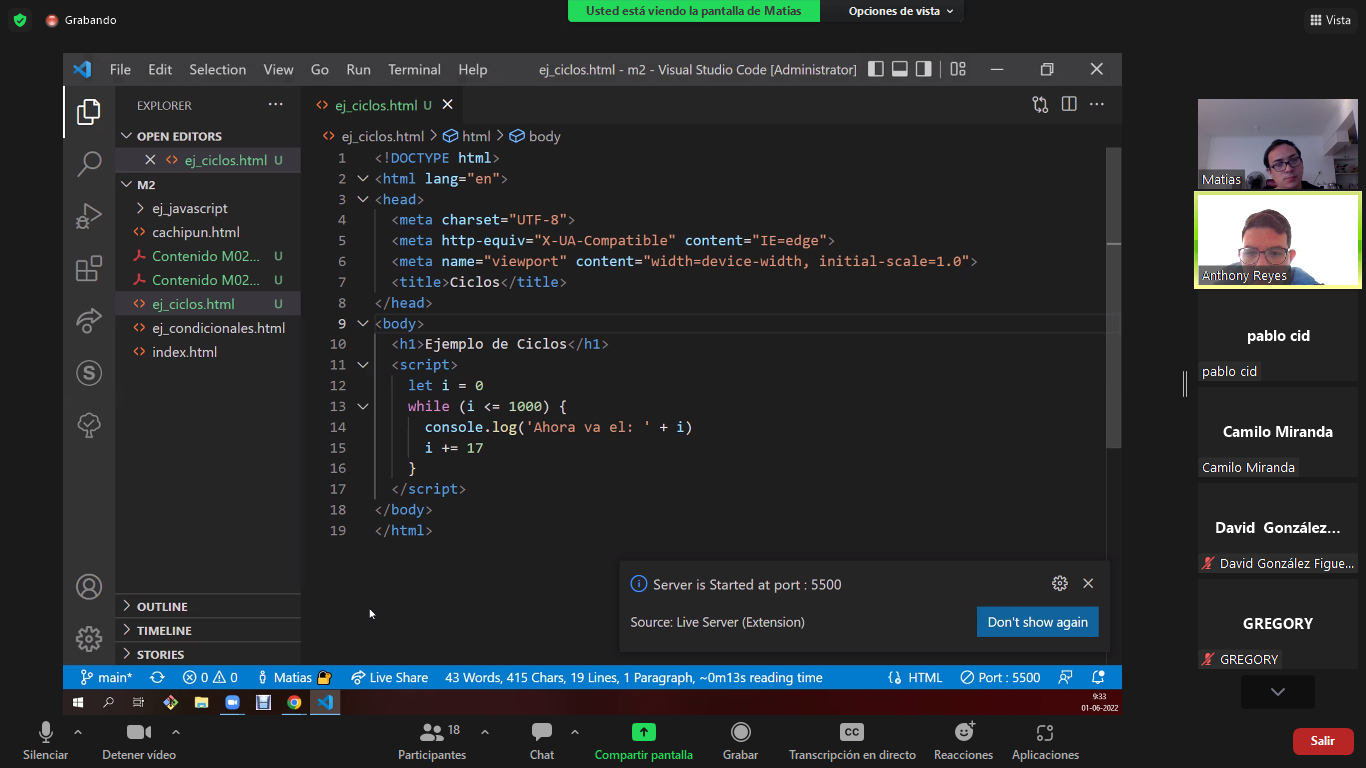 Grabando
Usted está viendo la pantalla de Matias
Opciones de vista
Vista
File Edit Selection View Go Run Terminal Help
ej_ciclos.html - m2 - Visual Studio Code [Administrator]
EXPLORER
ej_ciclos.html U
OPEN EDITORS
ej_ciclos.html U
M2
ej_javascript
cachipun.html
Contenido M02... U
Contenido M02... U
ej_ciclos.html U
ej_condicionales.html
index.html
OUTLINE
TIMELINE
STORIES
ej_ciclos.html > html > body
1 <!DOCTYPE html>
2 <html lang="en">
3 <head>
4 <meta charset="UTF-8">
5 <meta http-equiv="X-UA-Compatible" content="IE=edge">
6 <meta name="viewport" content="width=device-width, initial-scale=1.0">
7 <title>Ciclos</title>
8 </head>
9 <body>
10 <h1>Ejemplo de Ciclos</h1>
11 <script>
12 let i = 0
13 while (i <= 1000) {
14 console.log('Ahora va el: ' + i)
15 i += 17
16 }
17 </script>
18 </body>
19 </html>
Server is Started at port : 5500
Source: Live Server (Extension)
Don't show again
main* 0 0 Matias Live Share 43 Words, 415 Chars, 19 Lines, 1 Paragraph, ~0m13s reading time HTML Port : 5500
9:33
01-06-2022
Matias
Anthony Reyes
pablo cid
pablo cid
Camilo Miranda
Camilo Miranda
David González...
David González Figue...
GREGORY
GREGORY
Silenciar
Detener vídeo
18
Participantes
Chat
Compartir pantalla
Grabar
CC
Transcripción en directo
Reacciones
Aplicaciones
Salir